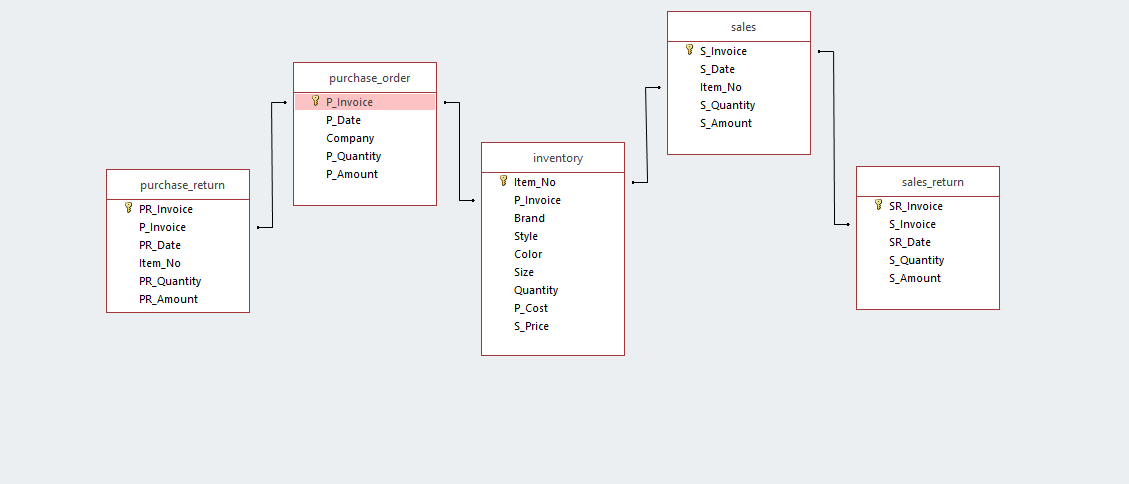 purchase_return
PR_Invoice
P_Invoice
PR_Date
Item_No
PR_Quantity
PR_Amount
purchase_order
P_Invoice
P_Date
Company
P_Quantity
P_Amount
inventory
Item_No
P_Invoice
Brand
Style
Color
Size
Quantity
P_Cost
S_Price
sales
S_Invoice
S_Date
Item_No
S_Quantity
S_Amount
sales_return
SR_Invoice
S_Invoice
SR_Date
S_Quantity
S_Amount